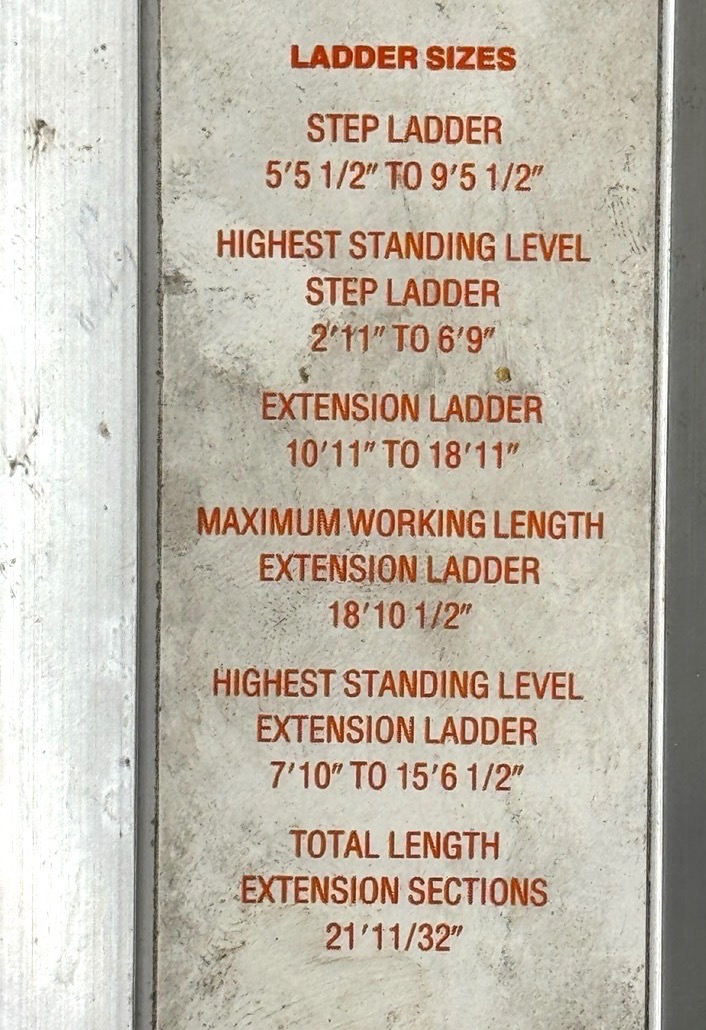 LADDER SIZES
STEP LADDER
5'5 1/2" TO 9'5 1/2"
HIGHEST STANDING LEVEL
STEP LADDER
2'11" TO 6'9"
EXTENSION LADDER
10'11" TO 18'11"
MAXIMUM WORKING LENGTH
EXTENSION LADDER
18'10 1/2"
HIGHEST STANDING LEVEL
EXTENSION LADDER
7'10" TO 15'6 1/2"
TOTAL LENGTH
EXTENSION SECTIONS
21'11/32"